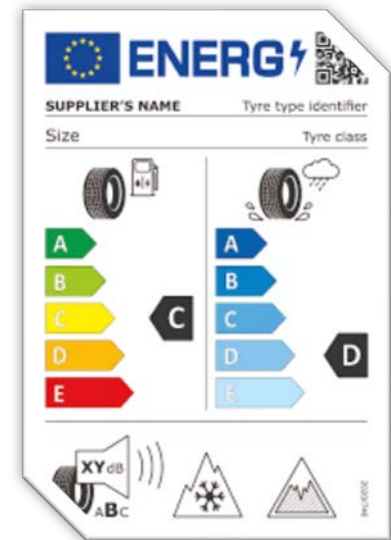 ENERG
SUPPLIER'S NAME Tyre type identifier
Size Tyre class
A A
B B
C C C
D D D
E E
XY dB
ABC
2020/740